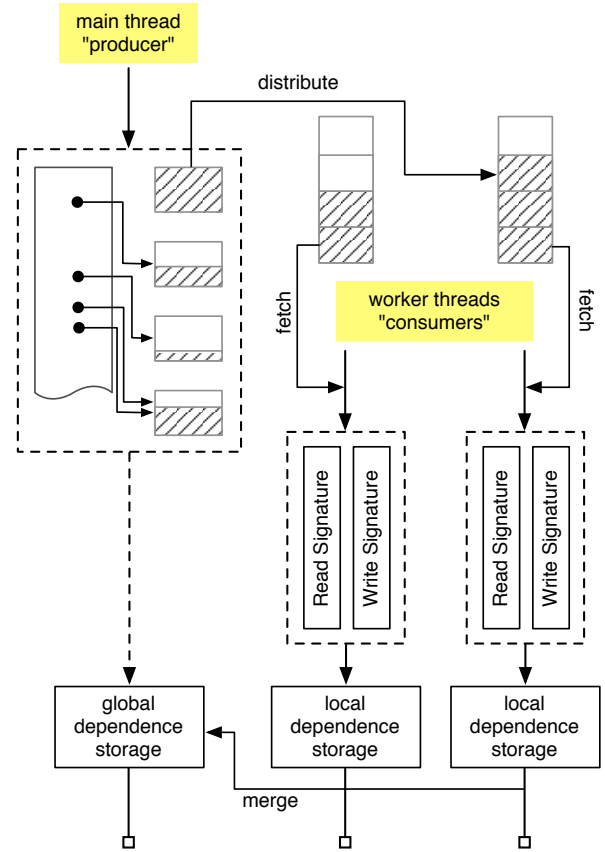 main thread
"producer"
distribute
fetch
worker threads
"consumers"
fetch
Read Signature
Write Signature
Read Signature
Write Signature
global
dependence
storage
local
dependence
storage
local
dependence
storage
merge